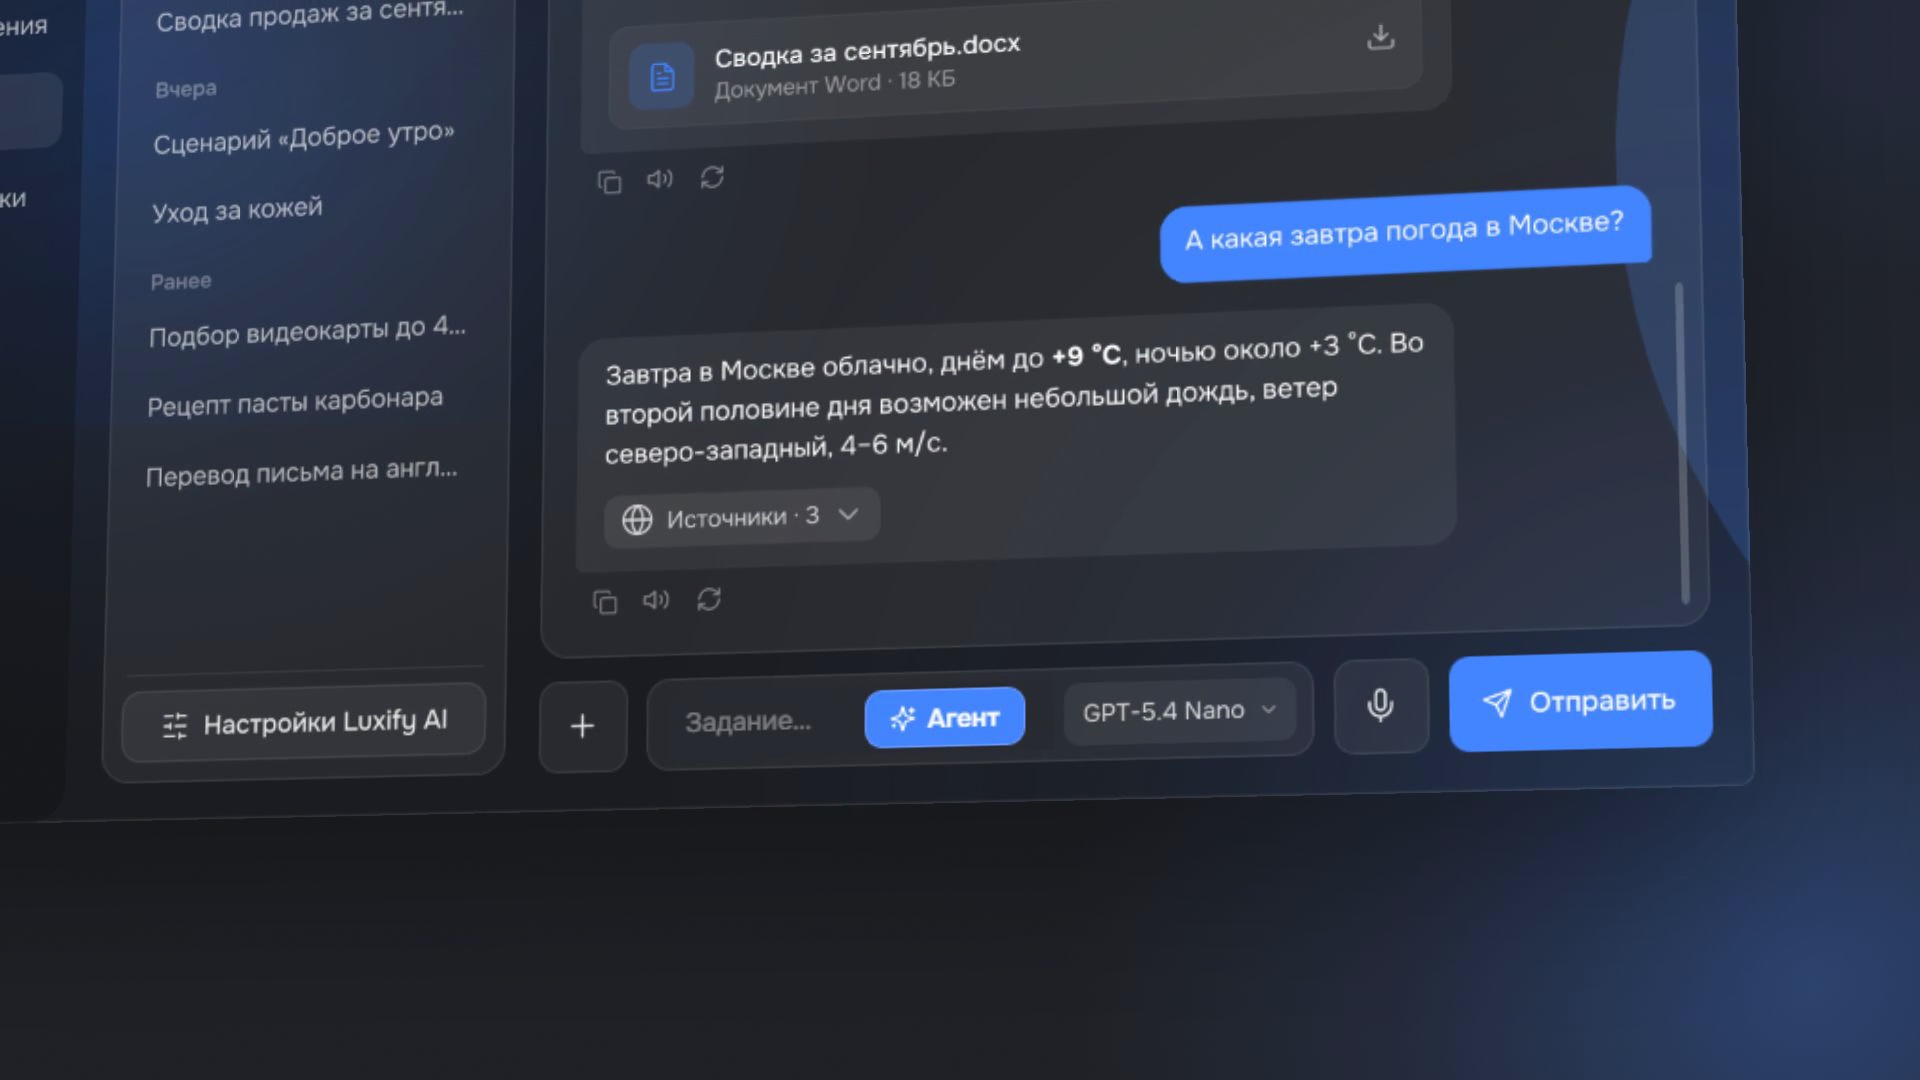 ения
ки
Сводка продаж за сентя...
Вчера
Сценарий «Доброе утро»
Уход за кожей
Ранее
Подбор видеокарты до 4...
Рецепт пасты карбонара
Перевод письма на англ...
Настройки Luxify AI
Сводка за сентябрь.docx
Документ Word · 18 КБ
А какая завтра погода в Москве?
Завтра в Москве облачно, днём до +9 °C, ночью около +3 °C. Во
второй половине дня возможен небольшой дождь, ветер
северо-западный, 4–6 м/с.
Источники · 3
Задание...
Агент
GPT-5.4 Nano
Отправить